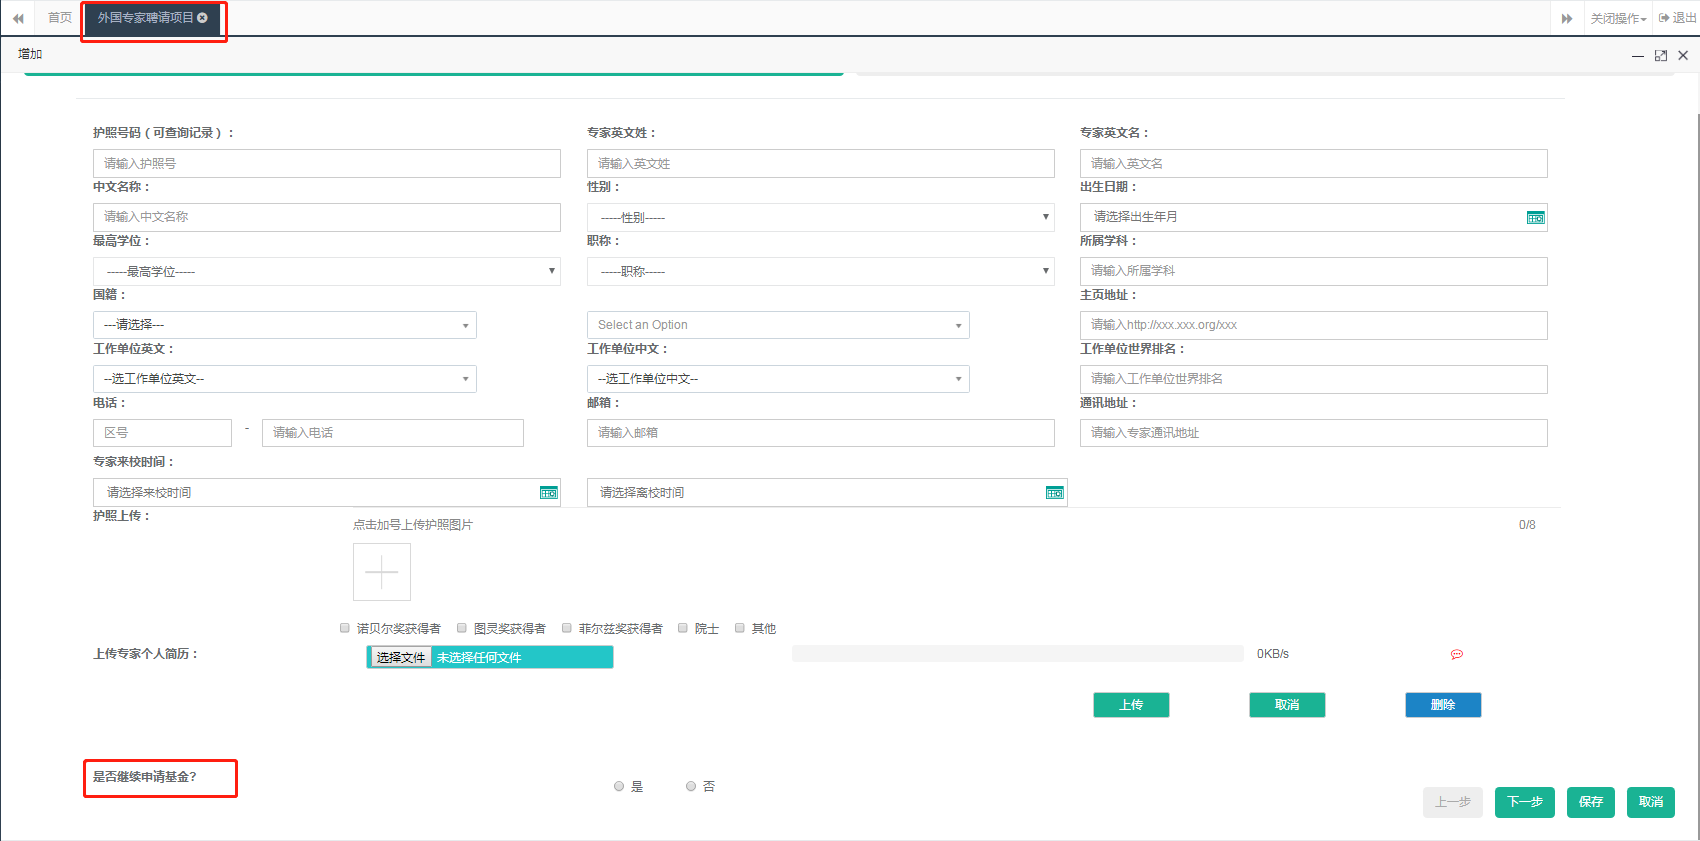 首页 外国专家聘请项目 关闭操作 退出
增加
护照号码（可查询记录）： 专家英文姓： 专家英文名：
请输入护照号 请输入英文姓 请输入英文名
中文名称： 性别： 出生日期：
请输入中文名称 -----性别----- 请选择出生年月
最高学位： 职称： 所属学科：
-----最高学位----- -----职称----- 请输入所属学科
国籍： 主页地址：
---请选择--- Select an Option 请输入http://xxx.xxx.org/xxx
工作单位英文： 工作单位中文： 工作单位世界排名：
--选工作单位英文-- --选工作单位中文-- 请输入工作单位世界排名
电话： 邮箱： 通讯地址：
区号 - 请输入电话 请输入邮箱 请输入专家通讯地址
专家来校时间：
请选择来校时间 请选择离校时间
护照上传： 点击加号上传护照图片 0/8
诺贝尔奖获得者 图灵奖获得者 菲尔兹奖获得者 院士 其他
上传专家个人简历： 选择文件 未选择任何文件 0KB/s
上传 取消 删除
是否继续申请基金？ 是 否
上一步 下一步 保存 取消